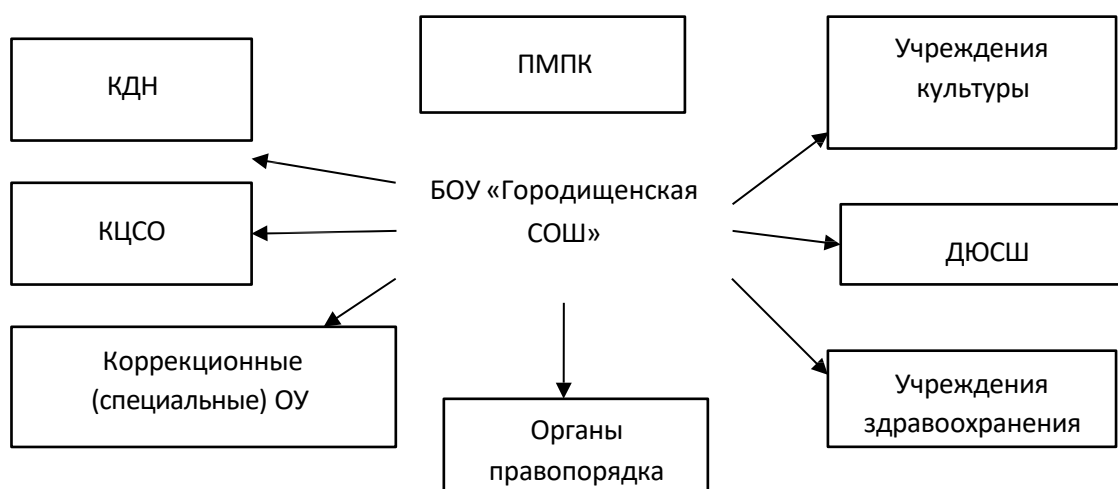 КДН
ПМПК
Учреждения
культуры
БОУ «Городищенская
СОШ»
КЦСО
ДЮСШ
Коррекционные
(специальные) ОУ
Органы
правопорядка
Учреждения
здравоохранения